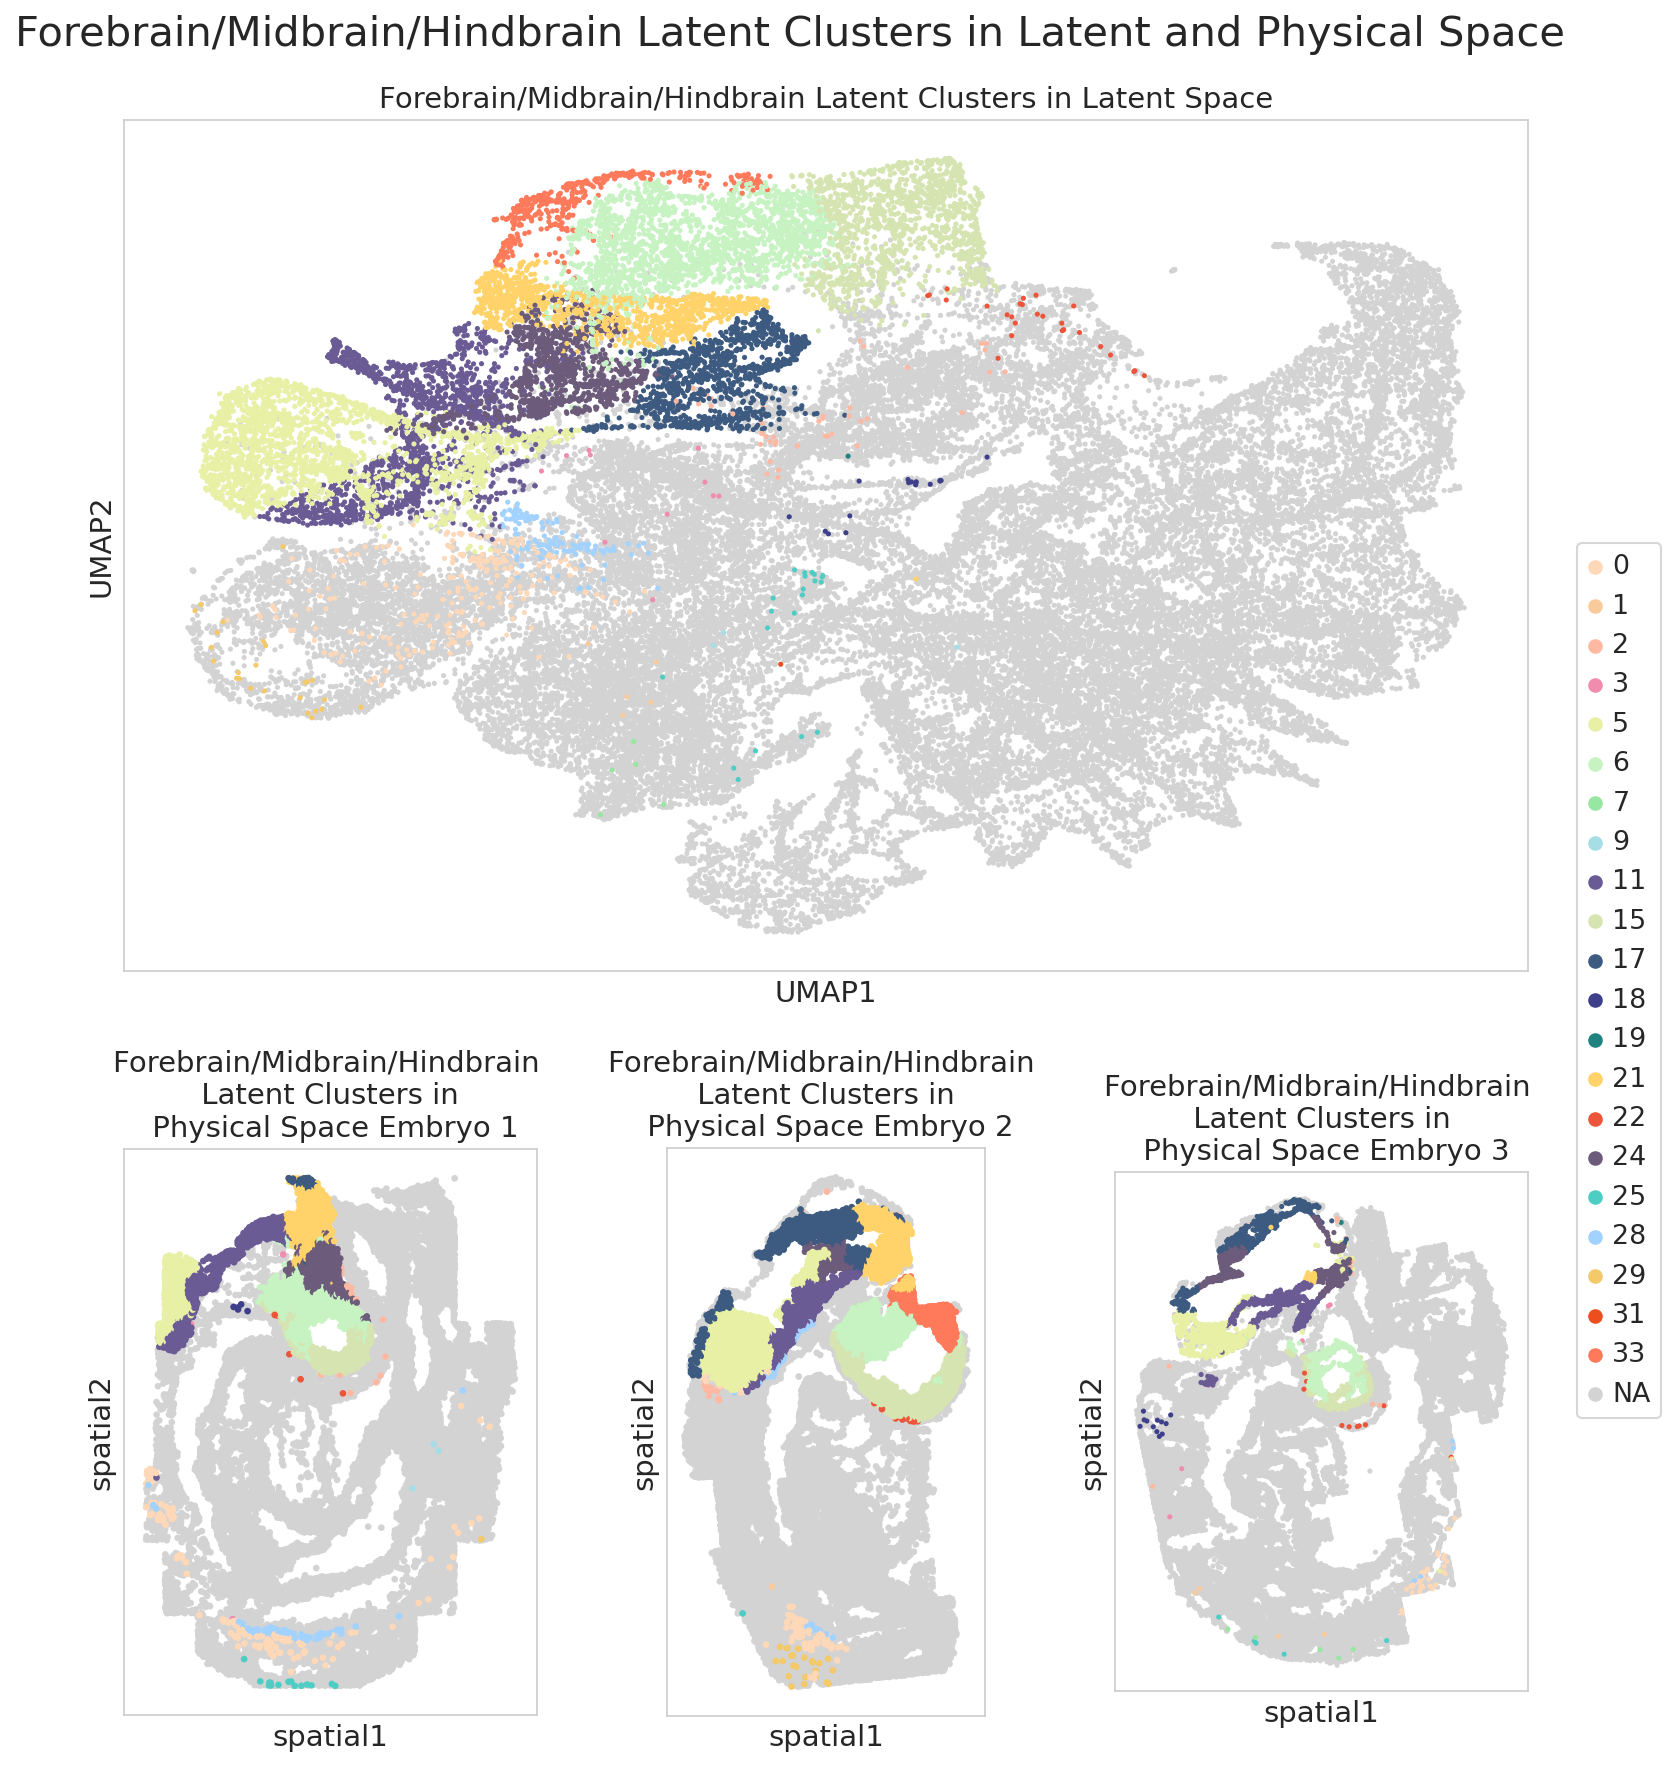 Forebrain/Midbrain/Hindbrain Latent Clusters in Latent and Physical Space
Forebrain/Midbrain/Hindbrain Latent Clusters in Latent Space
UMAP2
UMAP1
0
1
2
3
5
6
7
9
11
15
17
18
19
21
22
24
25
28
29
31
33
NA
Forebrain/Midbrain/Hindbrain
Latent Clusters in
Physical Space Embryo 1
spatial2
spatial1
Forebrain/Midbrain/Hindbrain
Latent Clusters in
Physical Space Embryo 2
spatial2
spatial1
Forebrain/Midbrain/Hindbrain
Latent Clusters in
Physical Space Embryo 3
spatial2
spatial1